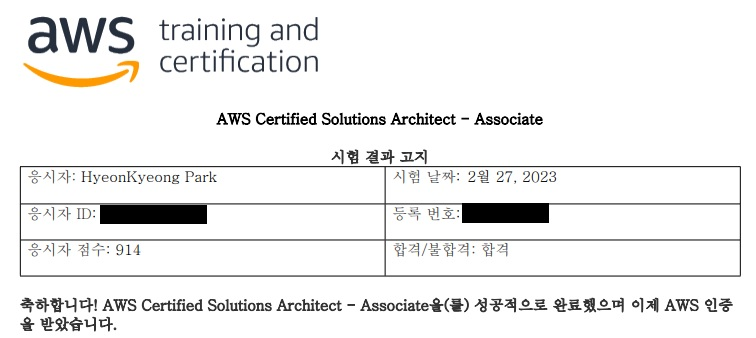 aws training and
certification
AWS Certified Solutions Architect - Associate
시험 결과 고지
응시자: HyeonKyeong Park
시험 날짜: 2월 27, 2023
응시자 ID:
등록 번호:
응시자 점수: 914
합격/불합격: 합격
축하합니다! AWS Certified Solutions Architect - Associate을(를) 성공적으로 완료했으며 이제 AWS 인증
을 받았습니다.